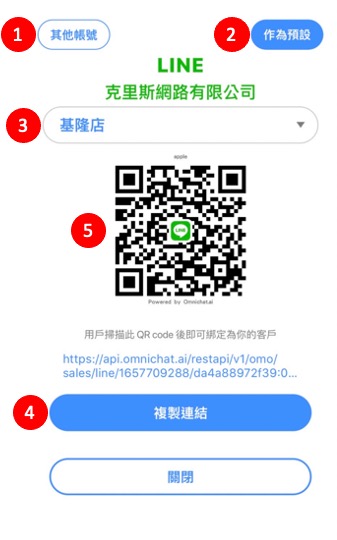 1
其他帳號
2
作為預設
LINE
克里斯網路有限公司
3
基隆店
apple
5
LINE
Powered by Omnichat.ai
用戶掃描此 QR code 後即可綁定為你的客戶
https://api.omnichat.ai/restapi/v1/omo/
sales/line/1657709288/da4a88972f39:0...
4
複製連結
關閉